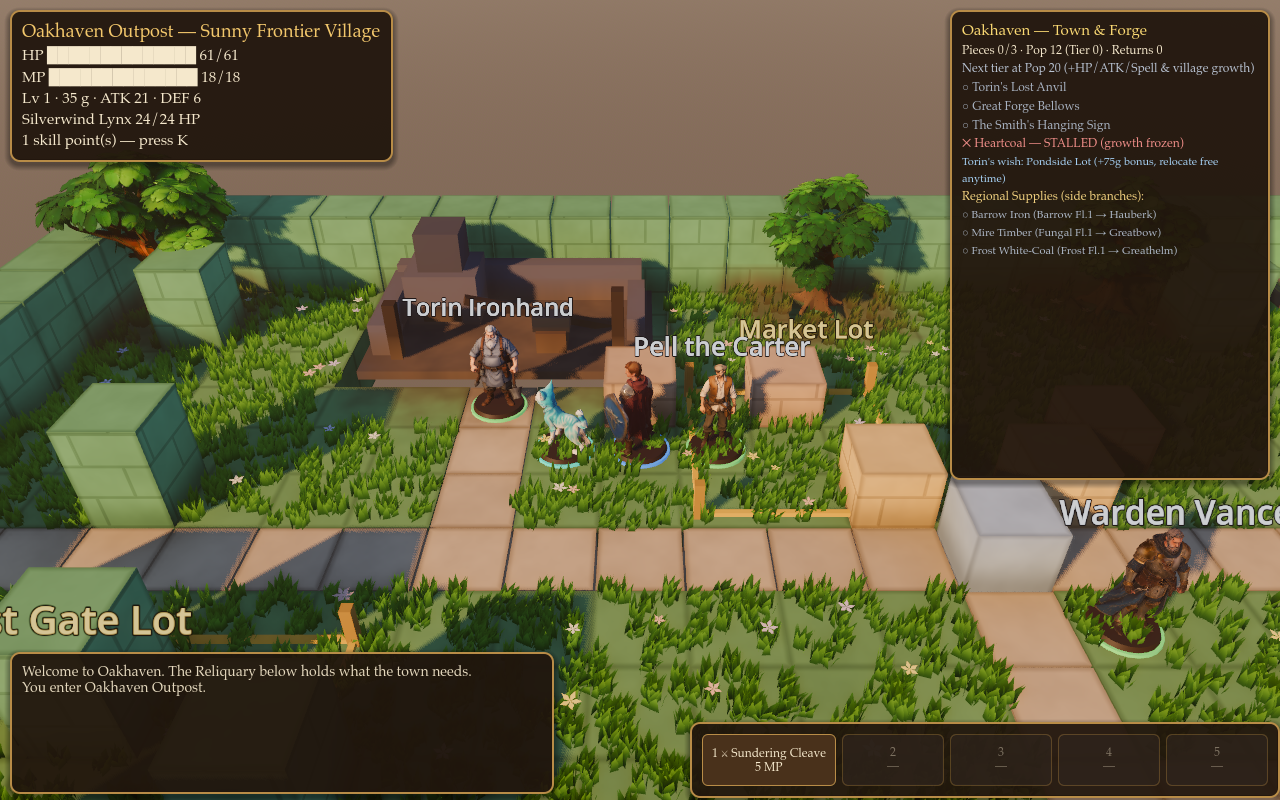 Oakhaven Outpost — Sunny Frontier Village
HP 61/61
MP 18/18
Lv 1 · 35 g · ATK 21 · DEF 6
Silverwind Lynx 24/24 HP
1 skill point(s) — press K
Oakhaven — Town & Forge
Pieces 0/3 · Pop 12 (Tier 0) · Returns 0
Next tier at Pop 20 (+HP/ATK/Spell & village growth)
○ Torin's Lost Anvil
○ Great Forge Bellows
○ The Smith's Hanging Sign
✕ Heartcoal — STALLED (growth frozen)
Torin's wish: Pondside Lot (+75g bonus, relocate free
anytime)
Regional Supplies (side branches):
○ Barrow Iron (Barrow Fl.1 → Hauberk)
○ Mire Timber (Fungal Fl.1 → Greatbow)
○ Frost White-Coal (Frost Fl.1 → Greathelm)
Torin Ironhand
Market Lot
Pell the Carter
Warden Vance
st Gate Lot
Welcome to Oakhaven. The Reliquary below holds what the town needs.
You enter Oakhaven Outpost.
1 ⚔ Sundering Cleave
5 MP
2
—
3
—
4
—
5
—